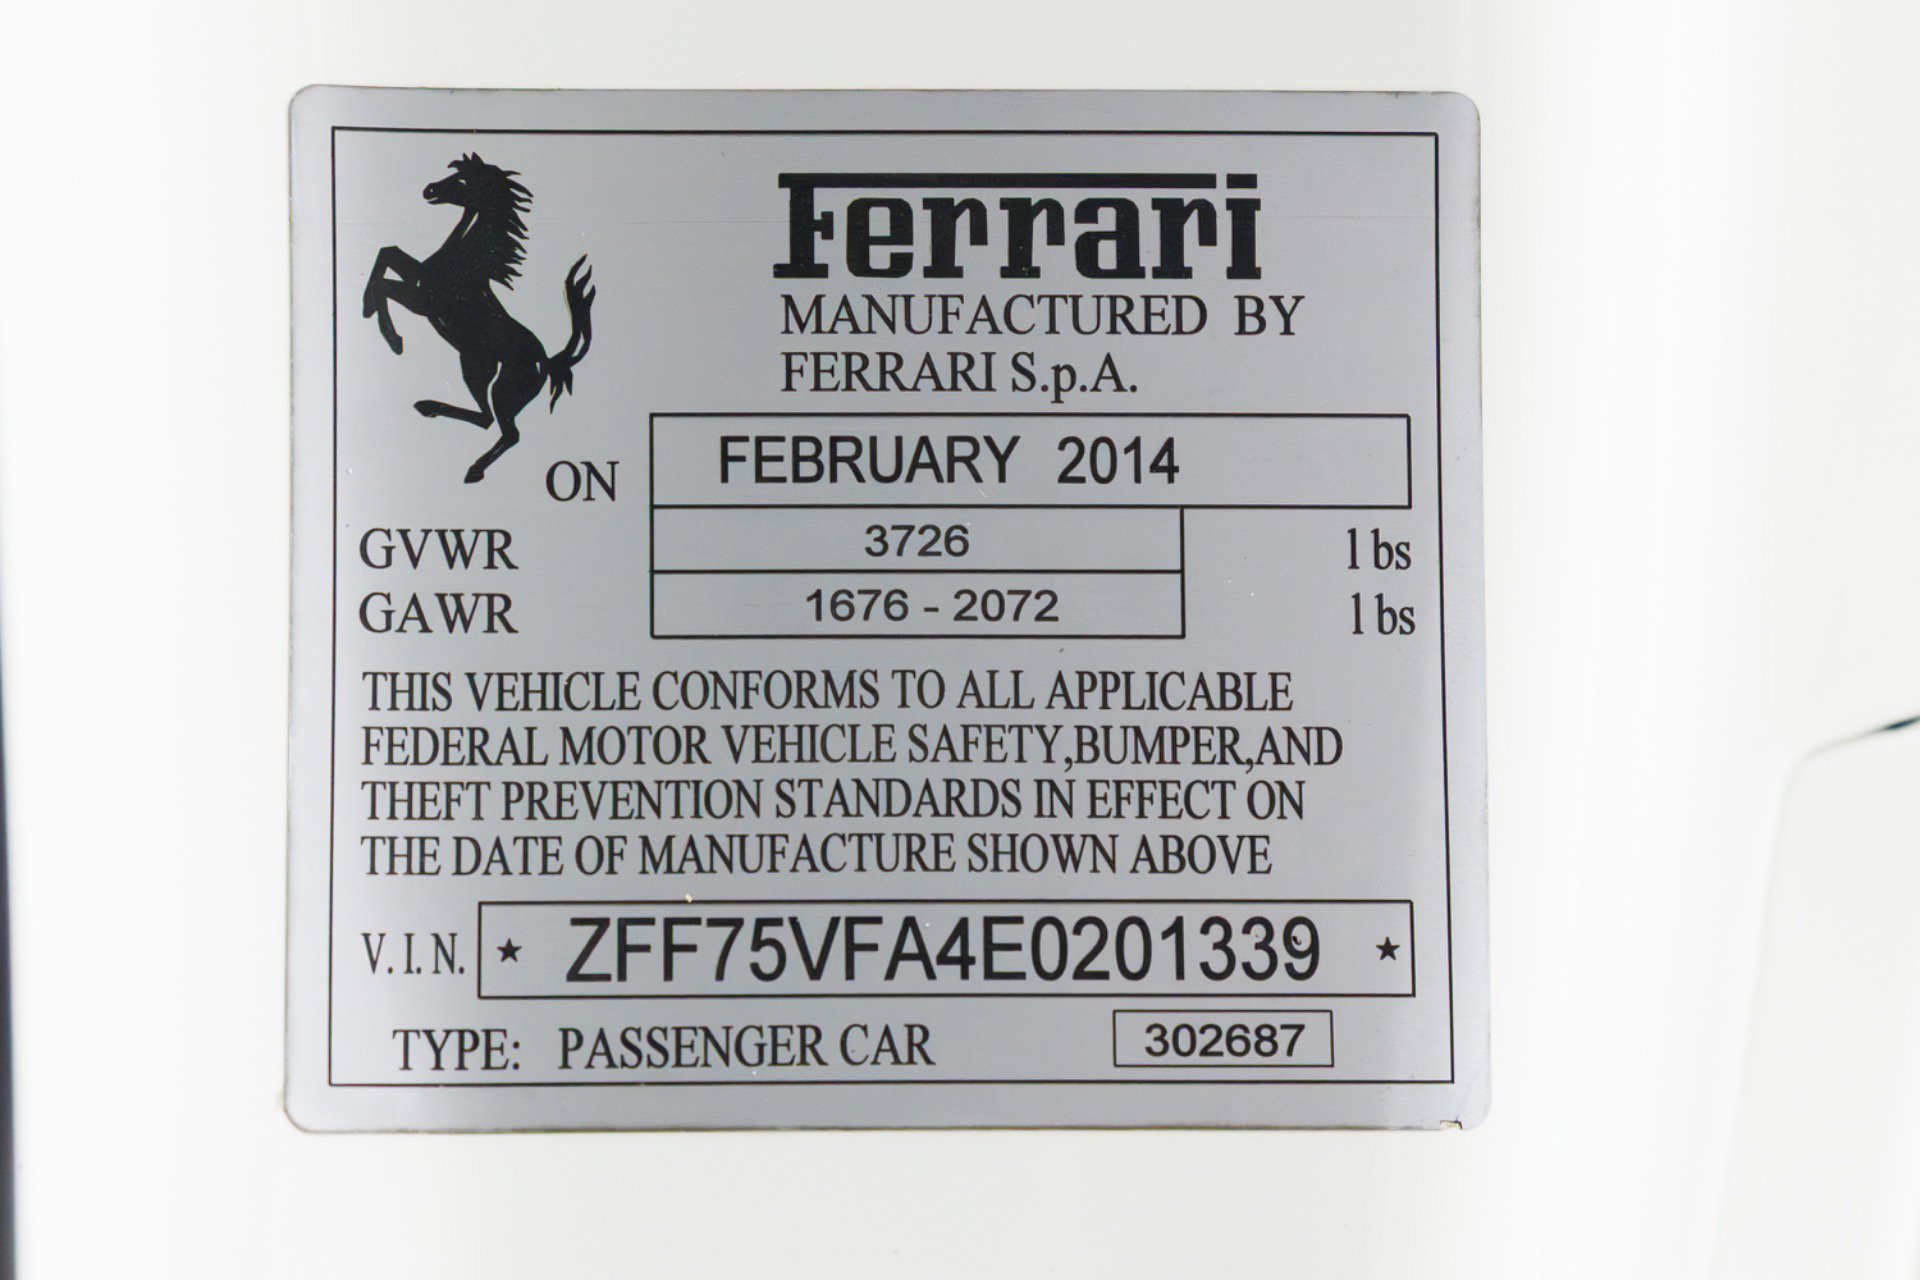 Ferrari
MANUFACTURED BY
FERRARI S.p.A.
ON FEBRUARY 2014
GVWR 3726 lbs
GAWR 1676 - 2072 lbs
THIS VEHICLE CONFORMS TO ALL APPLICABLE
FEDERAL MOTOR VEHICLE SAFETY,BUMPER,AND
THEFT PREVENTION STANDARDS IN EFFECT ON
THE DATE OF MANUFACTURE SHOWN ABOVE
V.I.N. ★ ZFF75VFA4E0201339 ★
TYPE: PASSENGER CAR 302687